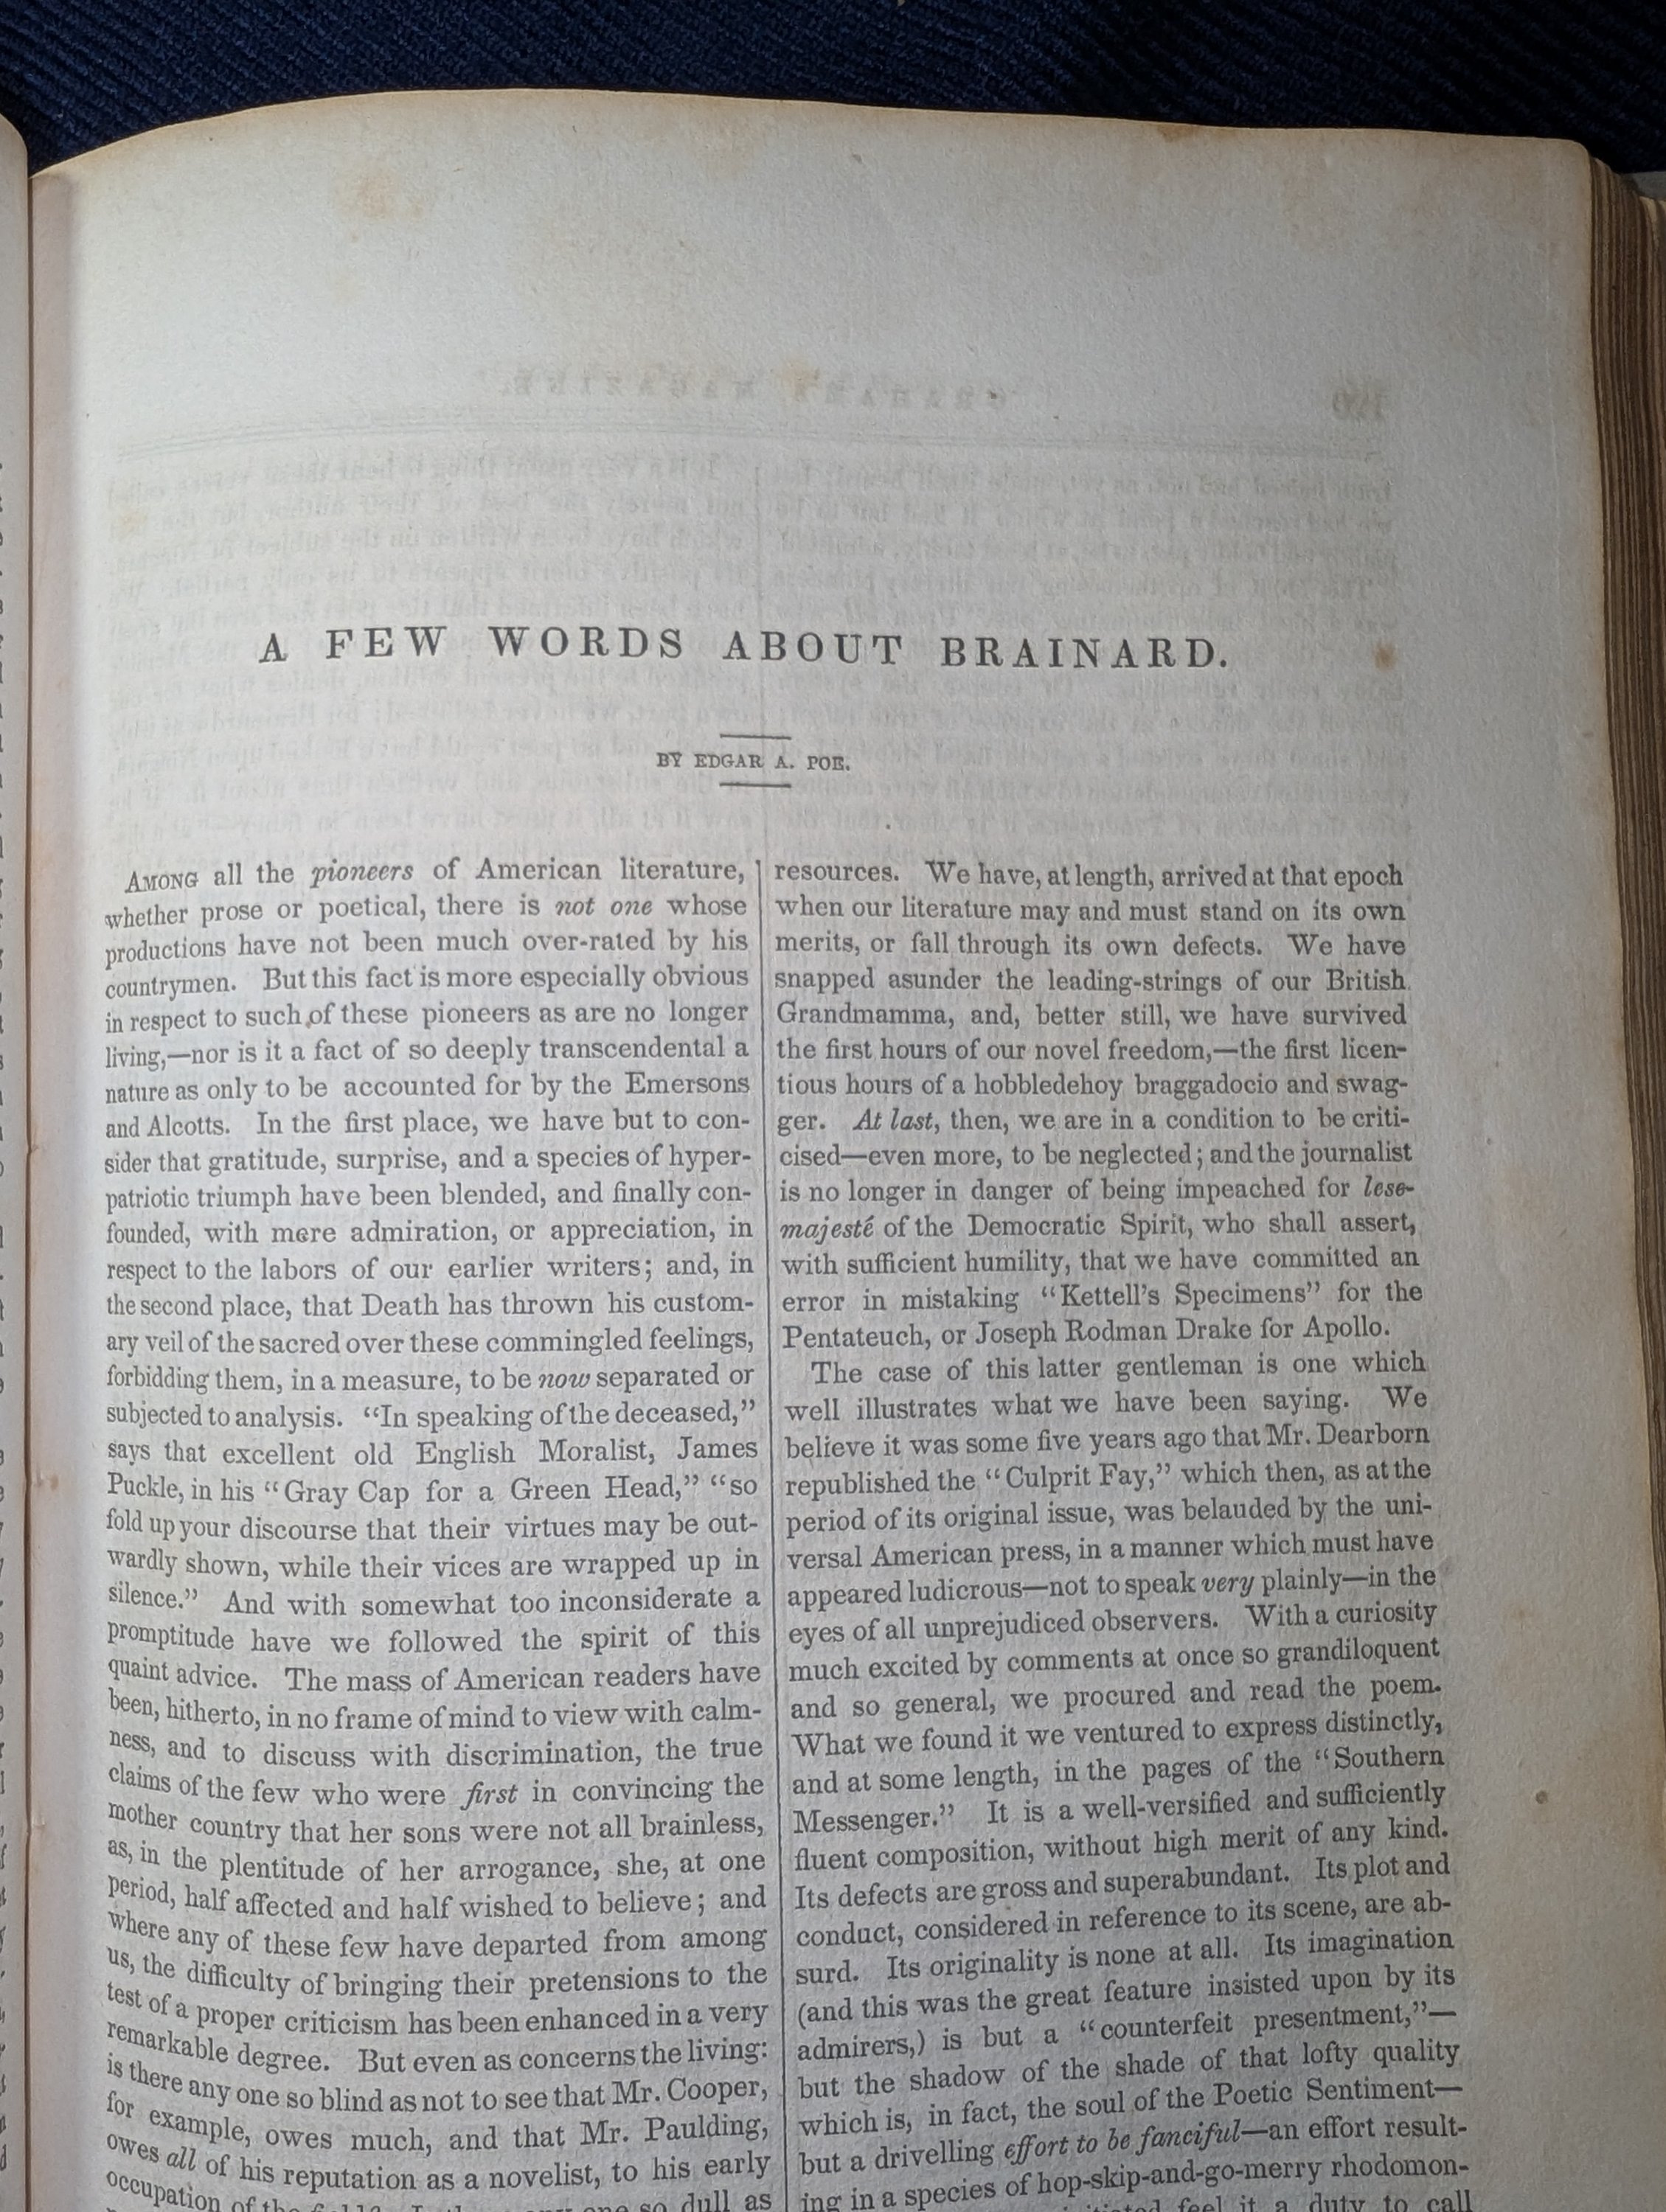 A FEW WORDS ABOUT BRAINARD.
BY EDGAR A. POE.
AMONG all the pioneers of American literature,
whether prose or poetical, there is not one whose
productions have not been much over-rated by his
countrymen. But this fact is more especially obvious
in respect to such of these pioneers as are no longer
living,—nor is it a fact of so deeply transcendental a
nature as only to be accounted for by the Emersons
and Alcotts. In the first place, we have but to con-
sider that gratitude, surprise, and a species of hyper-
patriotic triumph have been blended, and finally con-
founded, with mere admiration, or appreciation, in
respect to the labors of our earlier writers; and, in
the second place, that Death has thrown his custom-
ary veil of the sacred over these commingled feelings,
forbidding them, in a measure, to be now separated or
subjected to analysis. “In speaking of the deceased,”
says that excellent old English Moralist, James
Puckle, in his “Gray Cap for a Green Head,” “so
fold up your discourse that their virtues may be out-
wardly shown, while their vices are wrapped up in
silence.” And with somewhat too inconsiderate a
promptitude have we followed the spirit of this
quaint advice. The mass of American readers have
been, hitherto, in no frame of mind to view with calm-
ness, and to discuss with discrimination, the true
claims of the few who were first in convincing the
mother country that her sons were not all brainless,
as, in the plentitude of her arrogance, she, at one
period, half affected and half wished to believe; and
where any of these few have departed from among
us, the difficulty of bringing their pretensions to the
test of a proper criticism has been enhanced in a very
remarkable degree. But even as concerns the living:
is there any one so blind as not to see that Mr. Cooper,
for example, owes much, and that Mr. Paulding,
owes all of his reputation as a novelist, to his early
occupation of the so dull as
resources. We have, at length, arrived at that epoch
when our literature may and must stand on its own
merits, or fall through its own defects. We have
snapped asunder the leading-strings of our British
Grandmamma, and, better still, we have survived
the first hours of our novel freedom,—the first licen-
tious hours of a hobbledehoy braggadocio and swag-
ger. At last, then, we are in a condition to be criti-
cised—even more, to be neglected; and the journalist
is no longer in danger of being impeached for lese-
majesté of the Democratic Spirit, who shall assert,
with sufficient humility, that we have committed an
error in mistaking “Kettell’s Specimens” for the
Pentateuch, or Joseph Rodman Drake for Apollo.
The case of this latter gentleman is one which
well illustrates what we have been saying. We
believe it was some five years ago that Mr. Dearborn
republished the “Culprit Fay,” which then, as at the
period of its original issue, was belauded by the uni-
versal American press, in a manner which must have
appeared ludicrous—not to speak very plainly—in the
eyes of all unprejudiced observers. With a curiosity
much excited by comments at once so grandiloquent
and so general, we procured and read the poem.
What we found it we ventured to express distinctly,
and at some length, in the pages of the “Southern
Messenger.” It is a well-versified and sufficiently
fluent composition, without high merit of any kind.
Its defects are gross and superabundant. Its plot and
conduct, considered in reference to its scene, are ab-
surd. Its originality is none at all. Its imagination
(and this was the great feature insisted upon by its
admirers,) is but a “counterfeit presentment,”—
but the shadow of the shade of that lofty quality
which is, in fact, the soul of the Poetic Sentiment—
but a drivelling effort to be fanciful—an effort result-
ing in a species of hop-skip-and-go-merry rhodomon-
feel it a duty to call